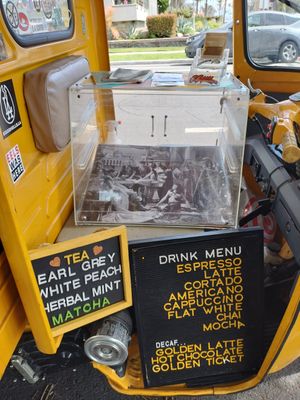 TEA
EARL GREY
WHITE PEACH
HERBAL MINT
MATCHA
DRINK MENU
ESPRESSO
LATTE
CORTADO
AMERICANO
CAPPUCCINO
FLAT WHITE
CHAI
MOCHA
DECAF...
GOLDEN LATTE
HOT CHOCOLATE
GOLDEN TICKET